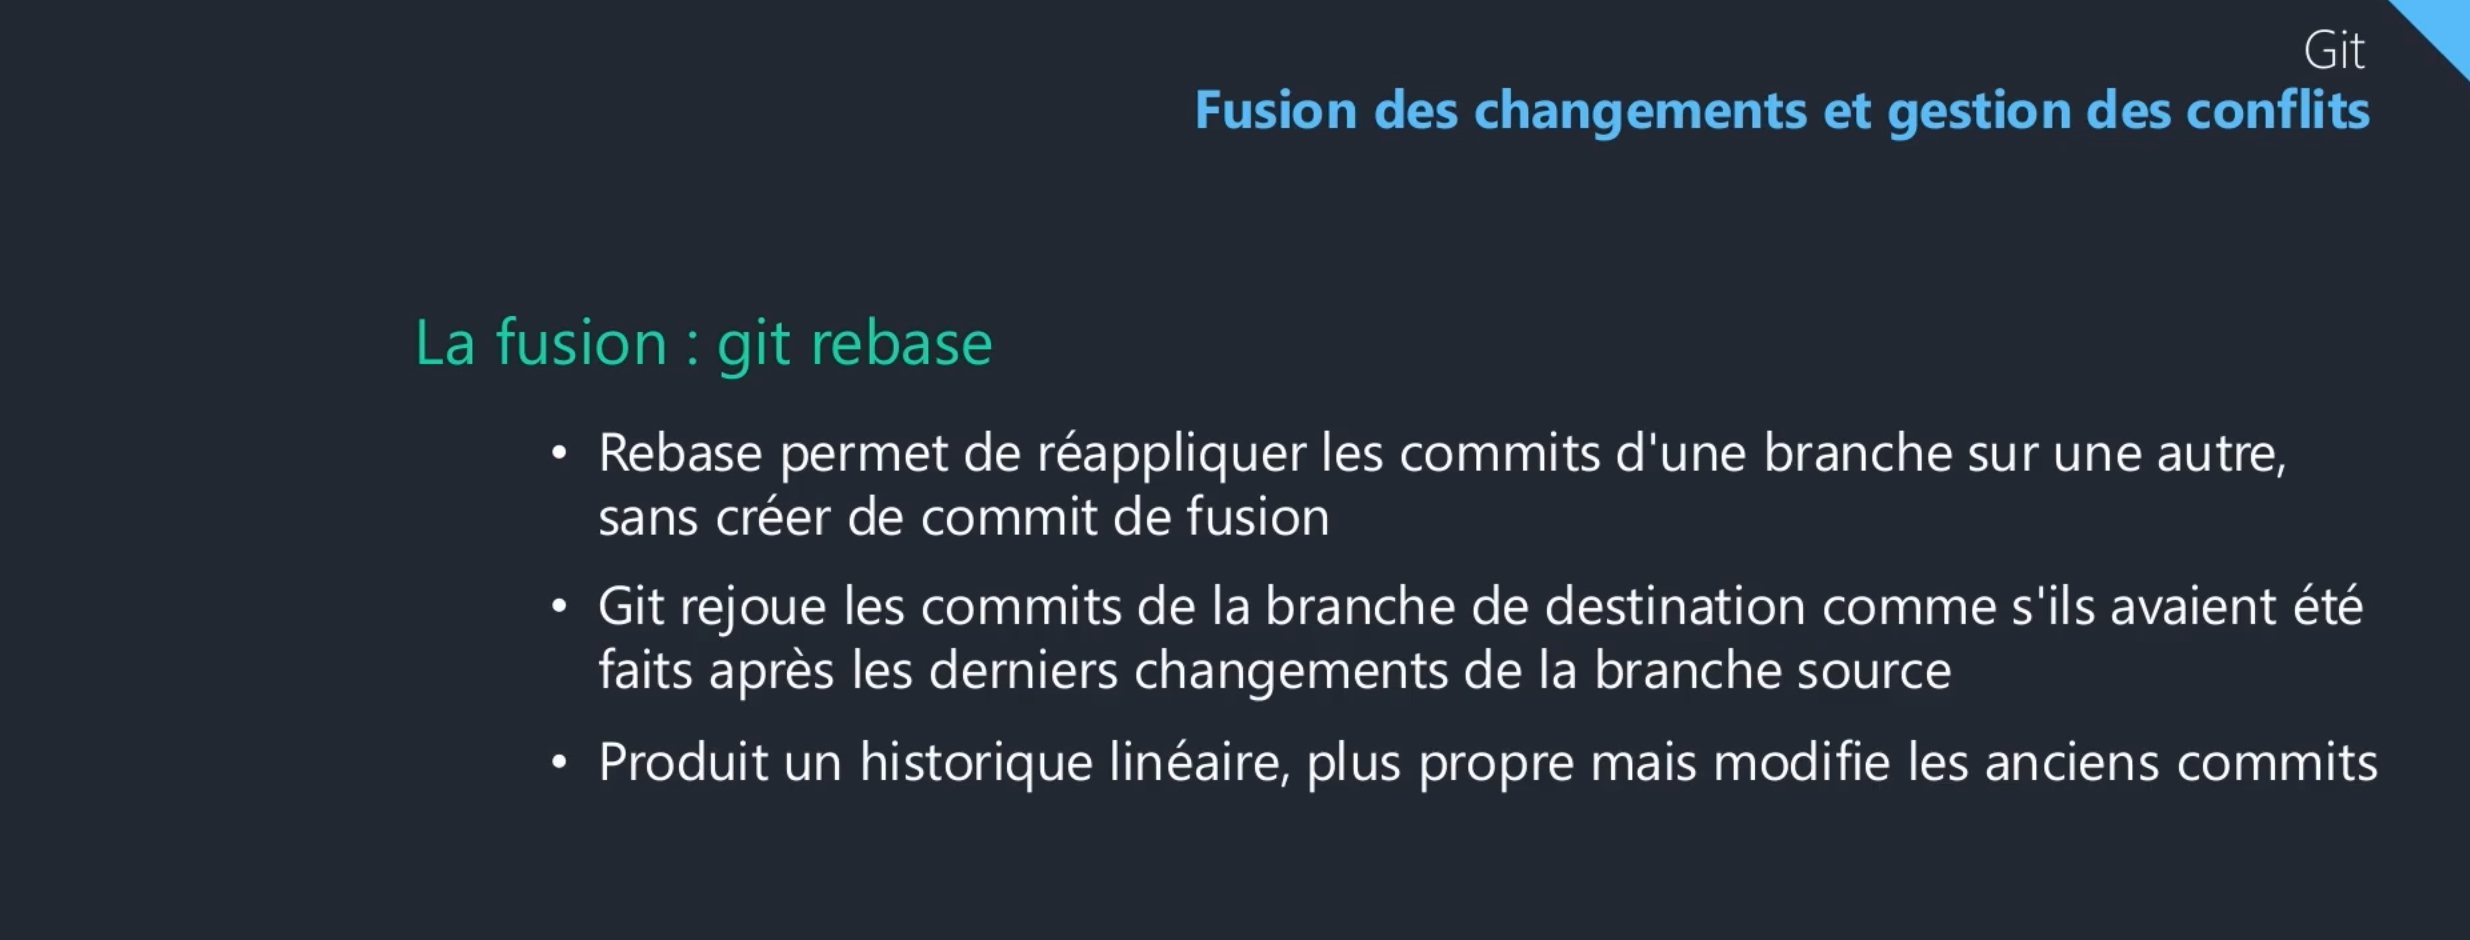 Git
Fusion des changements et gestion des conflits
La fusion : git rebase
• Rebase permet de réappliquer les commits d'une branche sur une autre,
sans créer de commit de fusion
• Git rejoue les commits de la branche de destination comme s'ils avaient été
faits après les derniers changements de la branche source
• Produit un historique linéaire, plus propre mais modifie les anciens commits